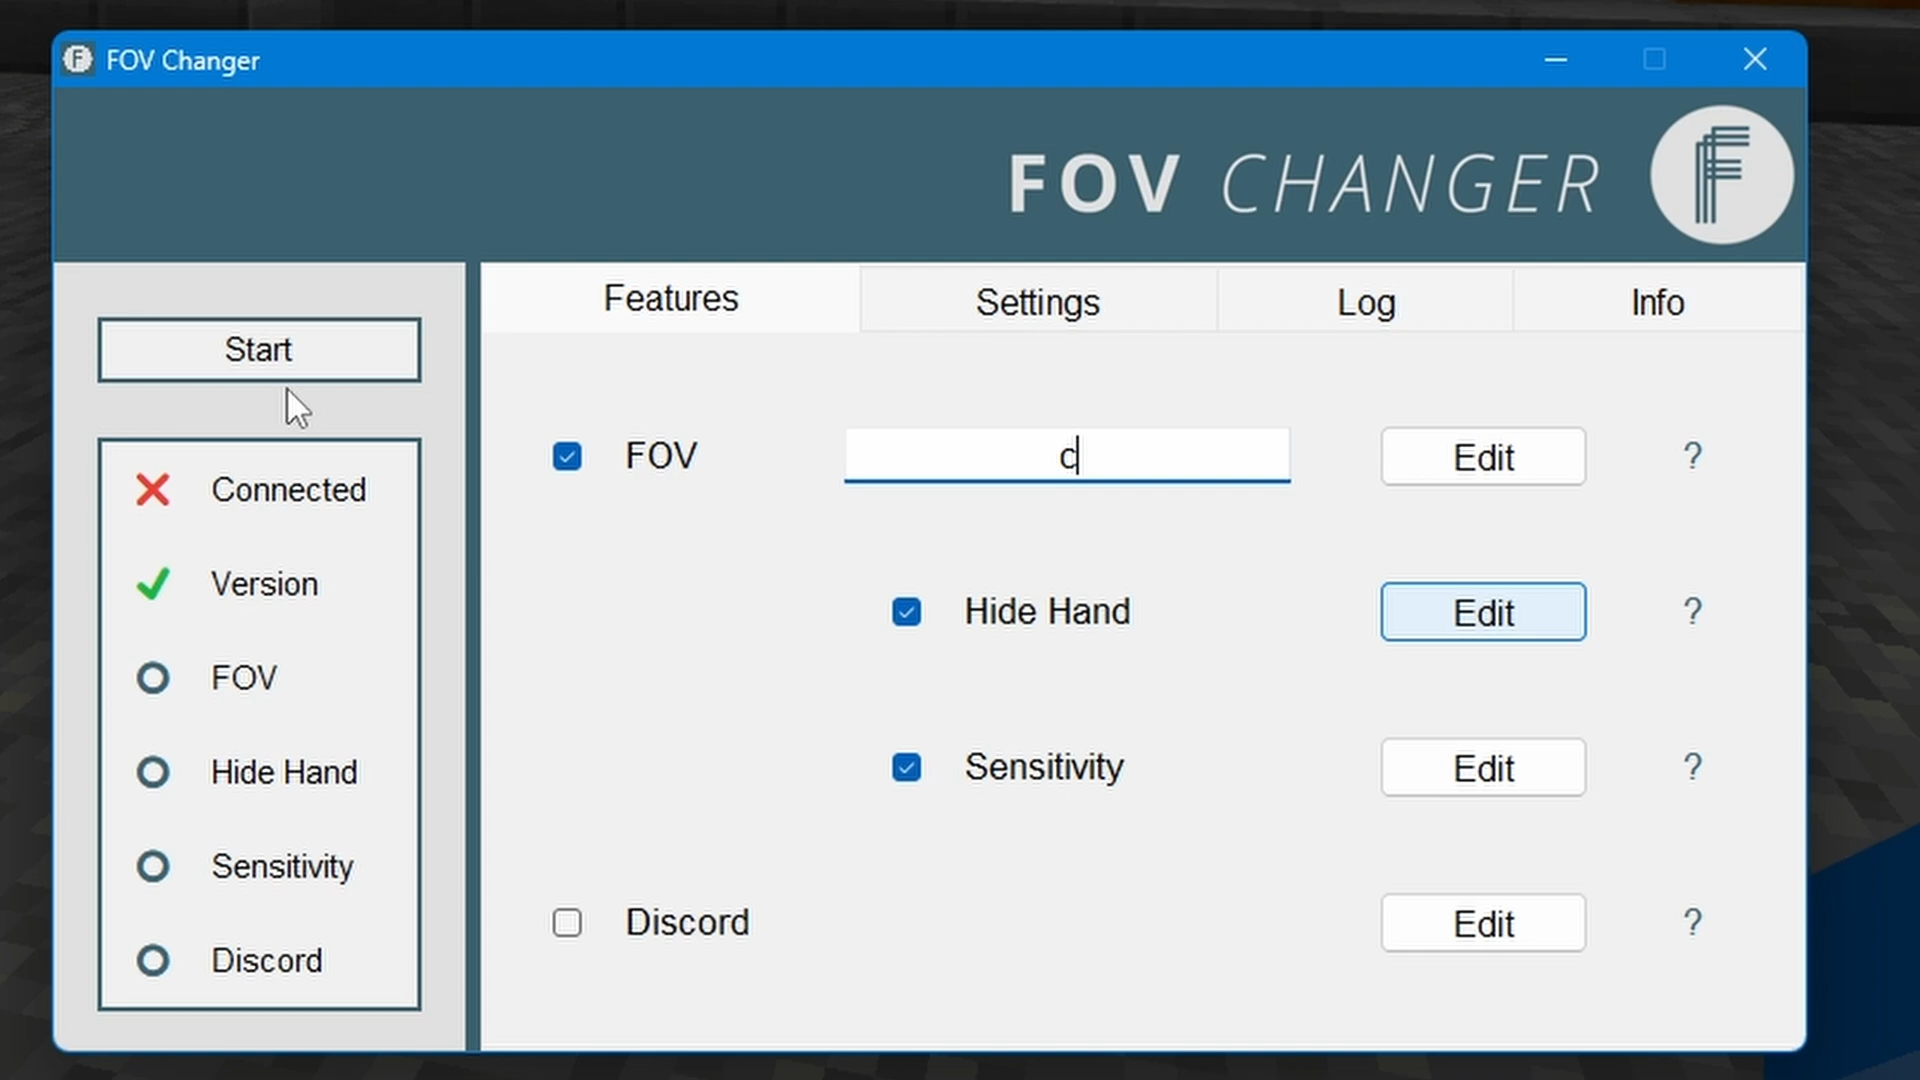 FOV Changer
FOV CHANGER
Start
Connected
Version
FOV
Hide Hand
Sensitivity
Discord
Features Settings Log Info
FOV c Edit ?
Hide Hand Edit ?
Sensitivity Edit ?
Discord Edit ?